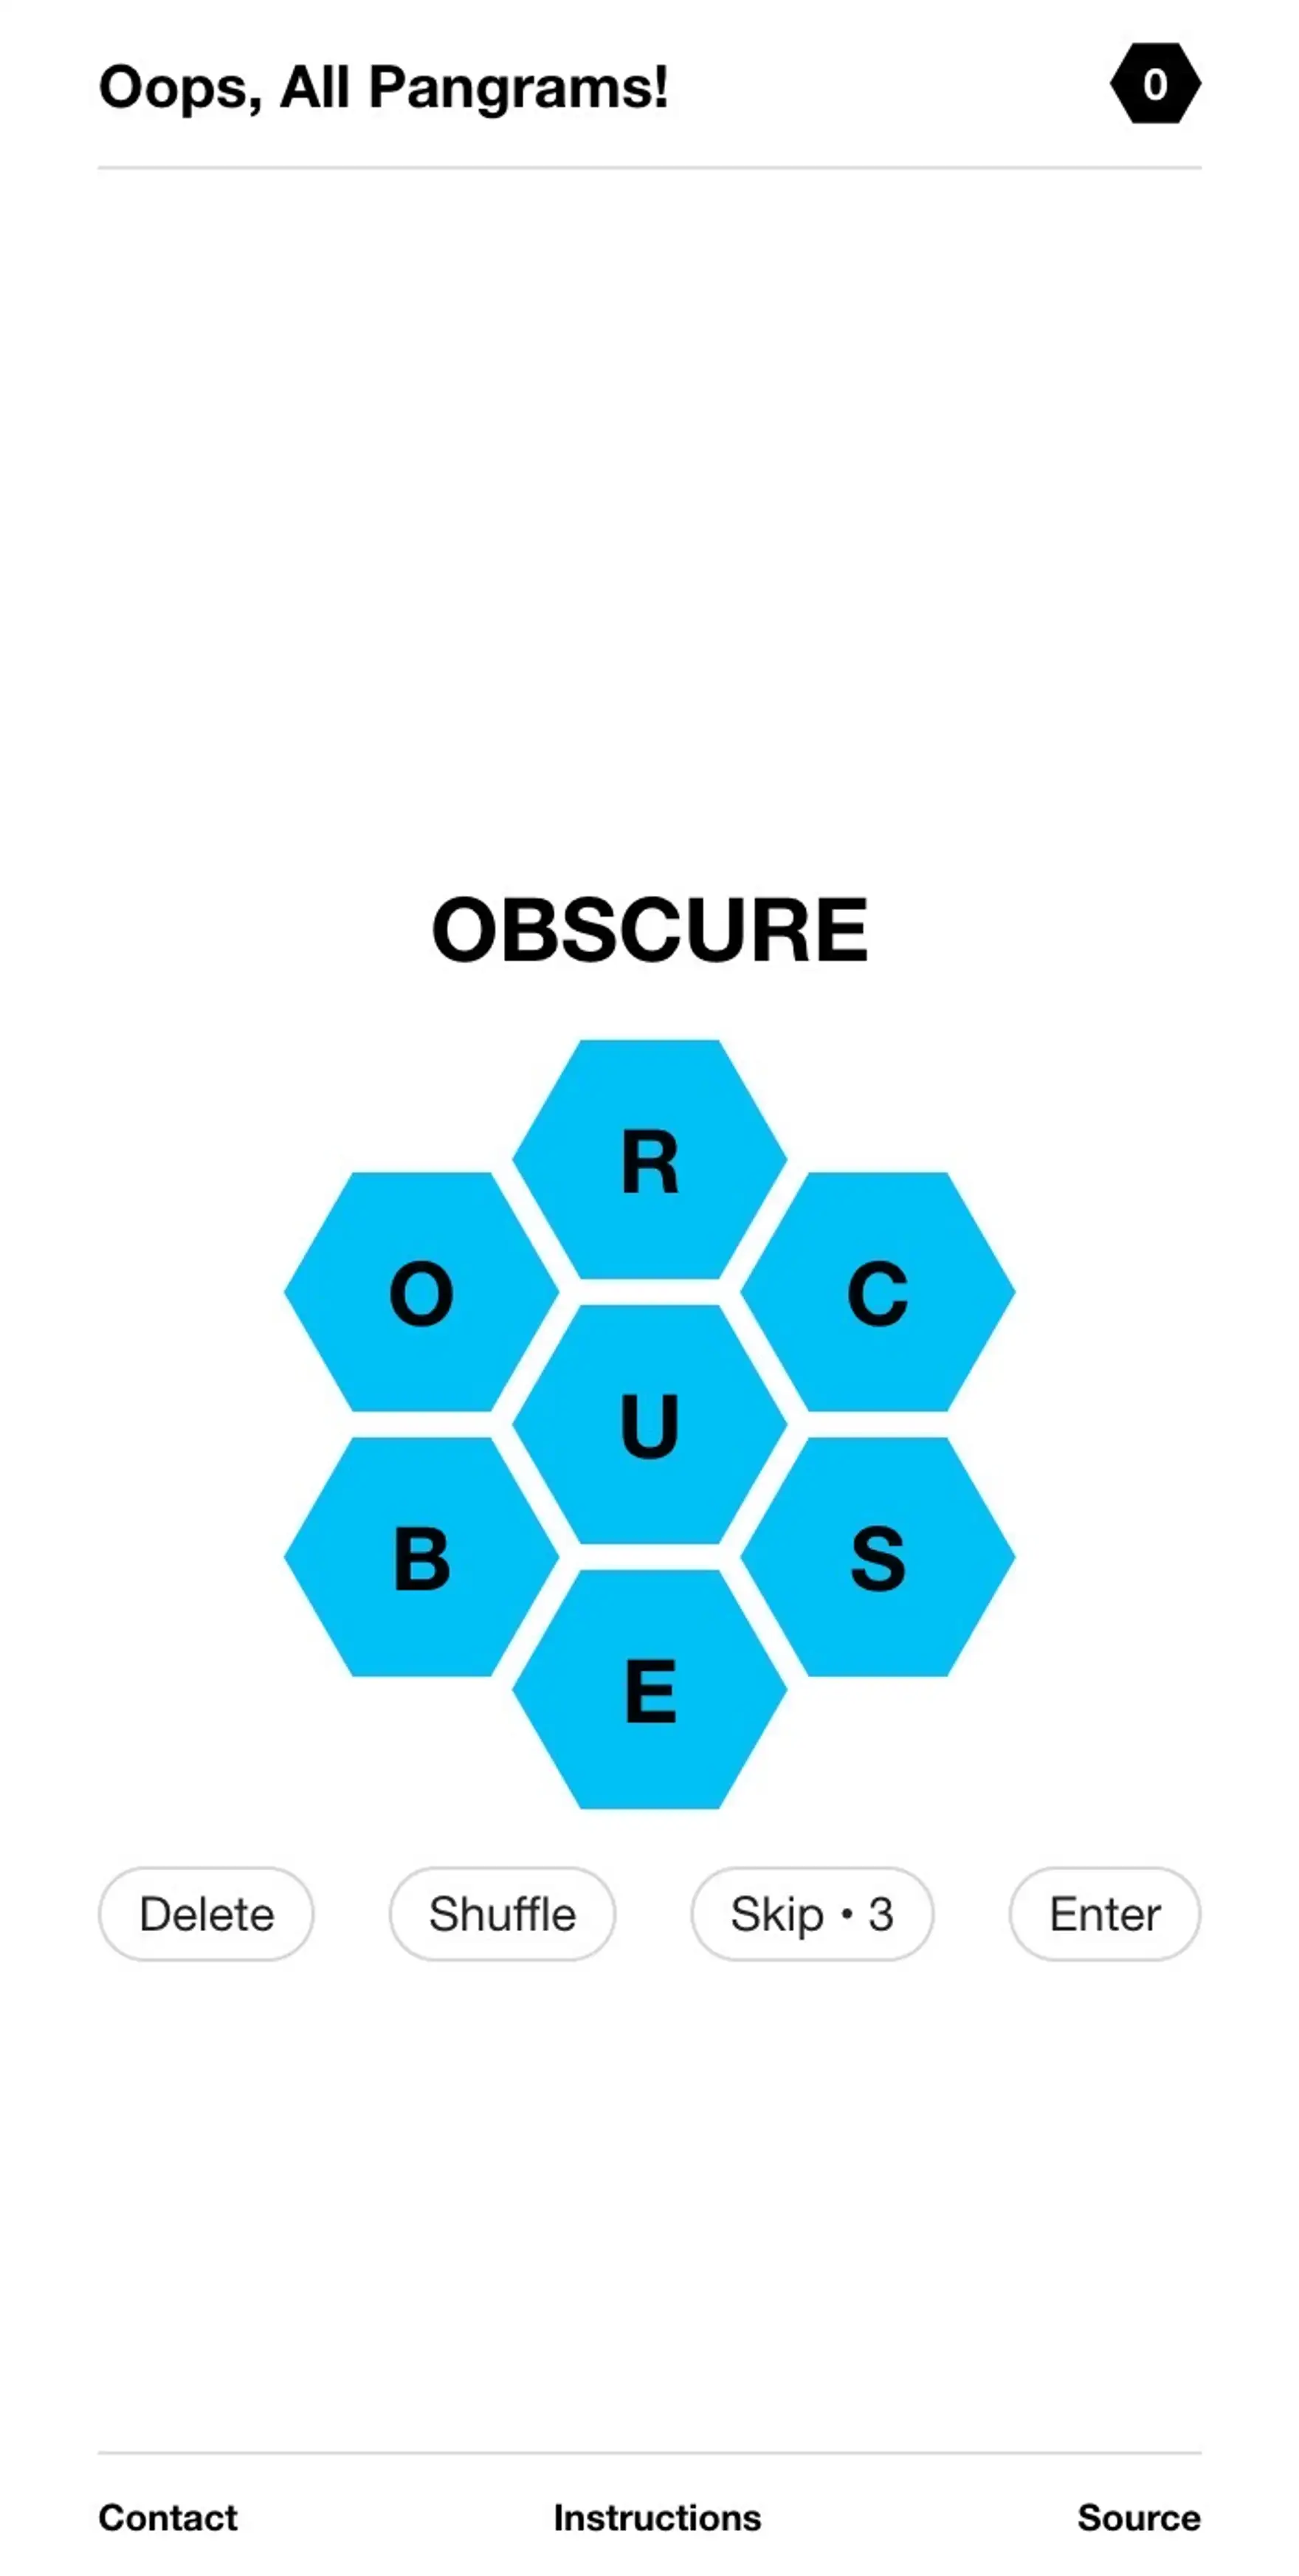 Oops, All Pangrams! 0
OBSCURE
R
O C
U
B S
E
Delete Shuffle Skip • 3 Enter
Contact Instructions Source